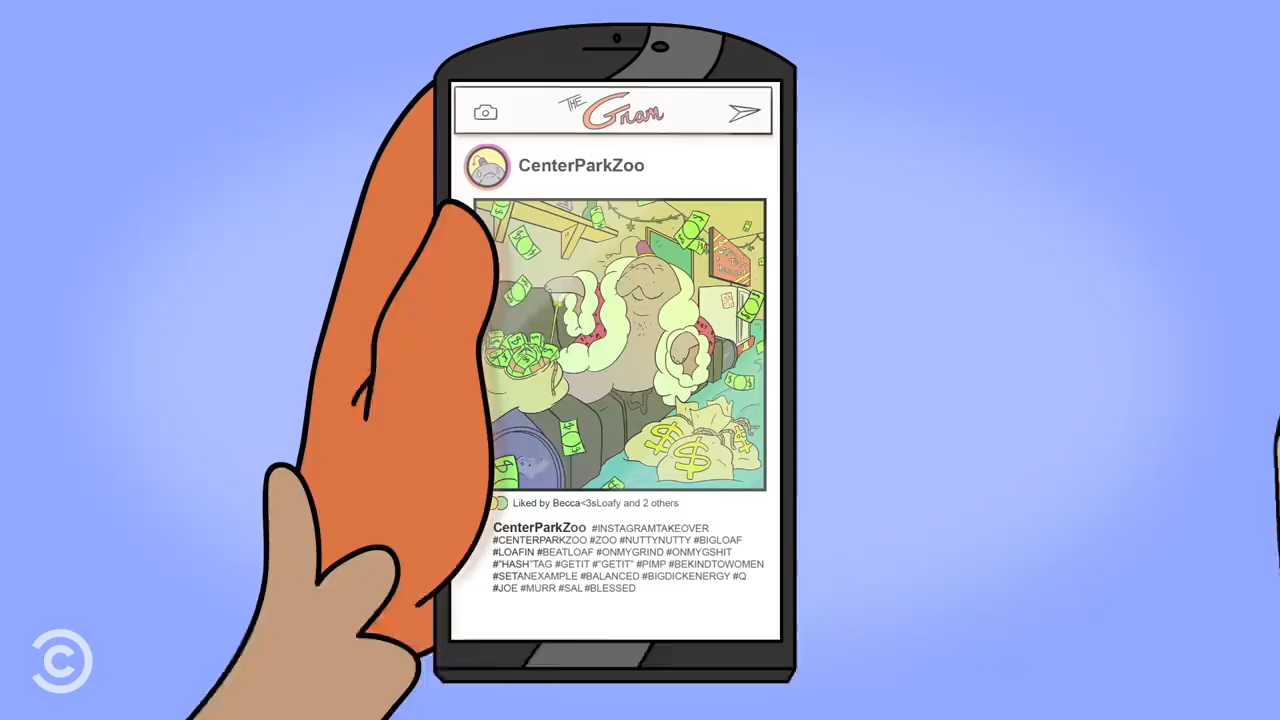 THE Gram
CenterParkZoo
Liked by Becca<3sLoafy and 2 others
CenterParkZoo #INSTAGRAMTAKEOVER
#CENTERPARKZOO #ZOO #NUTTYNUTTY #BIGLOAF
#LOAFIN #BEATLOAF #ONMYGRIND #ONMYGSHIT
#"HASH"TAG #GETIT #"GETIT" #PIMP #BEKINDTOWOMEN
#SETANEXAMPLE #BALANCED #BIGDICKENERGY #Q
#JOE #MURR #SAL #BLESSED